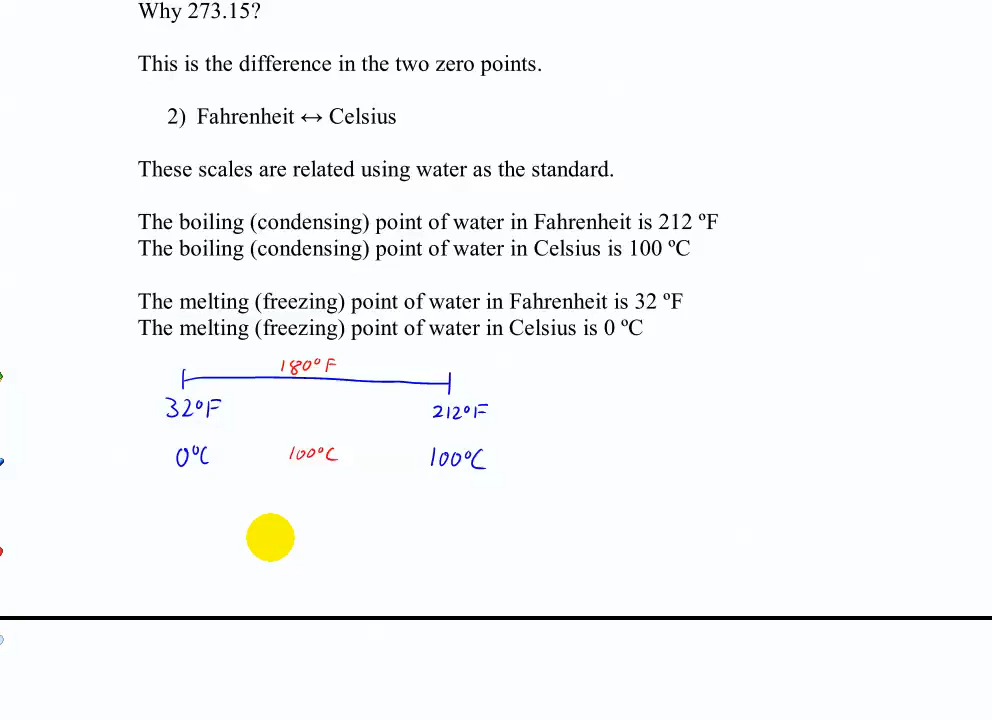 Why 273.15?
This is the difference in the two zero points.
2) Fahrenheit ↔ Celsius
These scales are related using water as the standard.
The boiling (condensing) point of water in Fahrenheit is 212 ºF
The boiling (condensing) point of water in Celsius is 100 ºC
The melting (freezing) point of water in Fahrenheit is 32 ºF
The melting (freezing) point of water in Celsius is 0 ºC
180°F
32°F 212°F
0°C 100°C 100°C